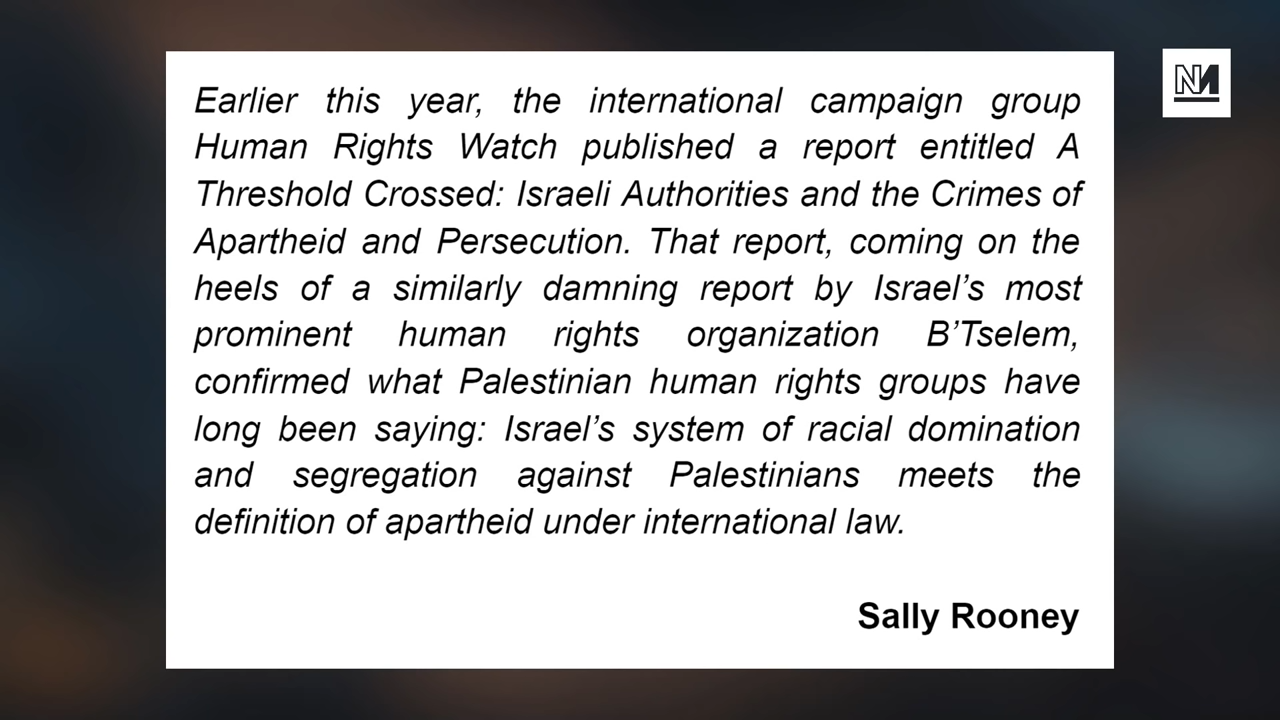 Earlier this year, the international campaign group
Human Rights Watch published a report entitled A
Threshold Crossed: Israeli Authorities and the Crimes of
Apartheid and Persecution. That report, coming on the
heels of a similarly damning report by Israel’s most
prominent human rights organization B’Tselem,
confirmed what Palestinian human rights groups have
long been saying: Israel’s system of racial domination
and segregation against Palestinians meets the
definition of apartheid under international law.
Sally Rooney
NM